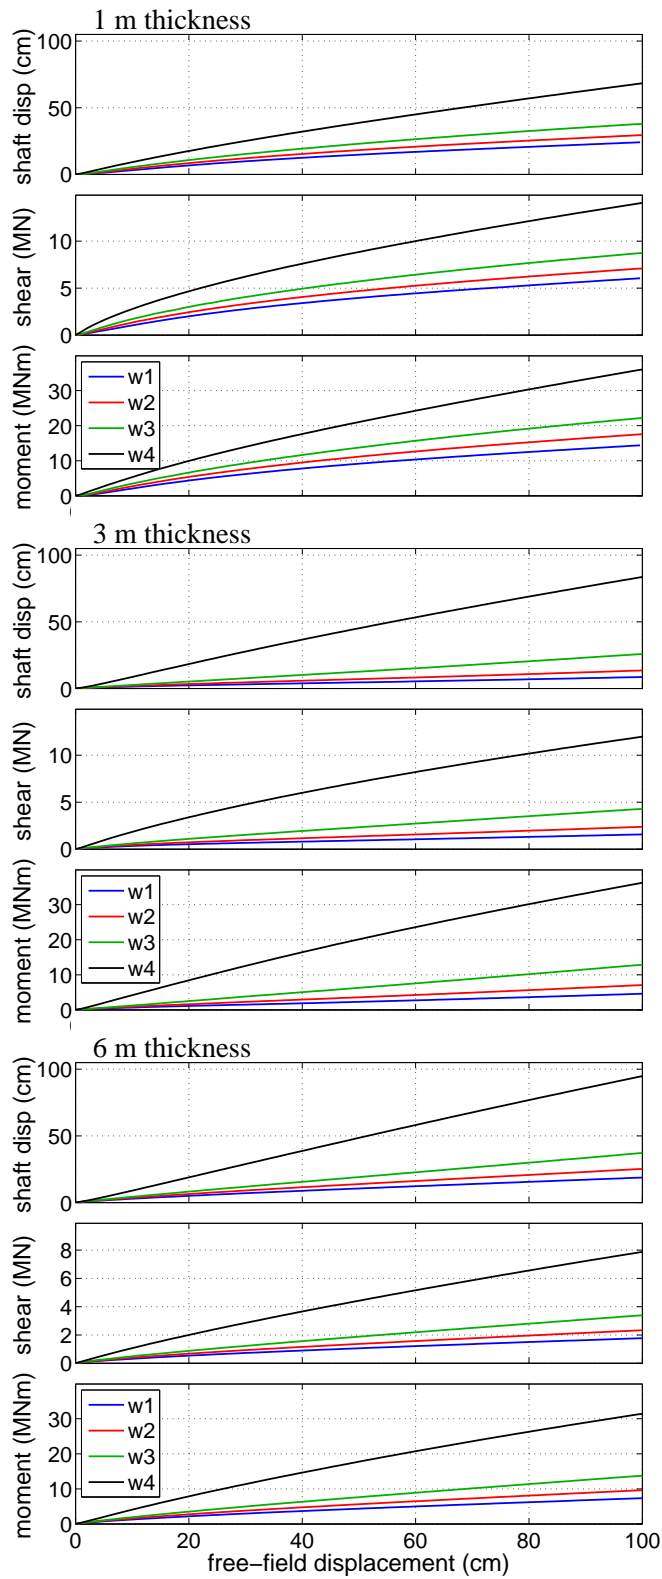 1 m thickness
shaft disp (cm)
100
50
0
shear (MN)
10
5
0
moment (MNm)
30
20
10
0
w1
w2
w3
w4
3 m thickness
shaft disp (cm)
100
50
0
shear (MN)
10
5
0
moment (MNm)
30
20
10
0
w1
w2
w3
w4
6 m thickness
shaft disp (cm)
100
50
0
shear (MN)
8
6
4
2
0
moment (MNm)
30
20
10
0
w1
w2
w3
w4
0 20 40 60 80 100
free-field displacement (cm)